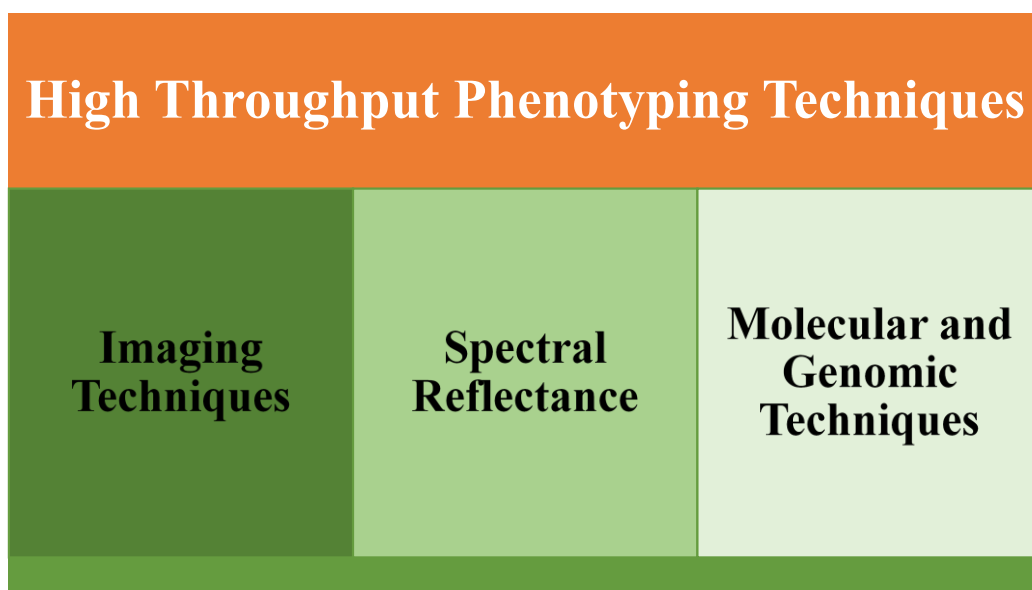 High Throughput Phenotyping Techniques
Imaging
Techniques
Spectral
Reflectance
Molecular and
Genomic
Techniques